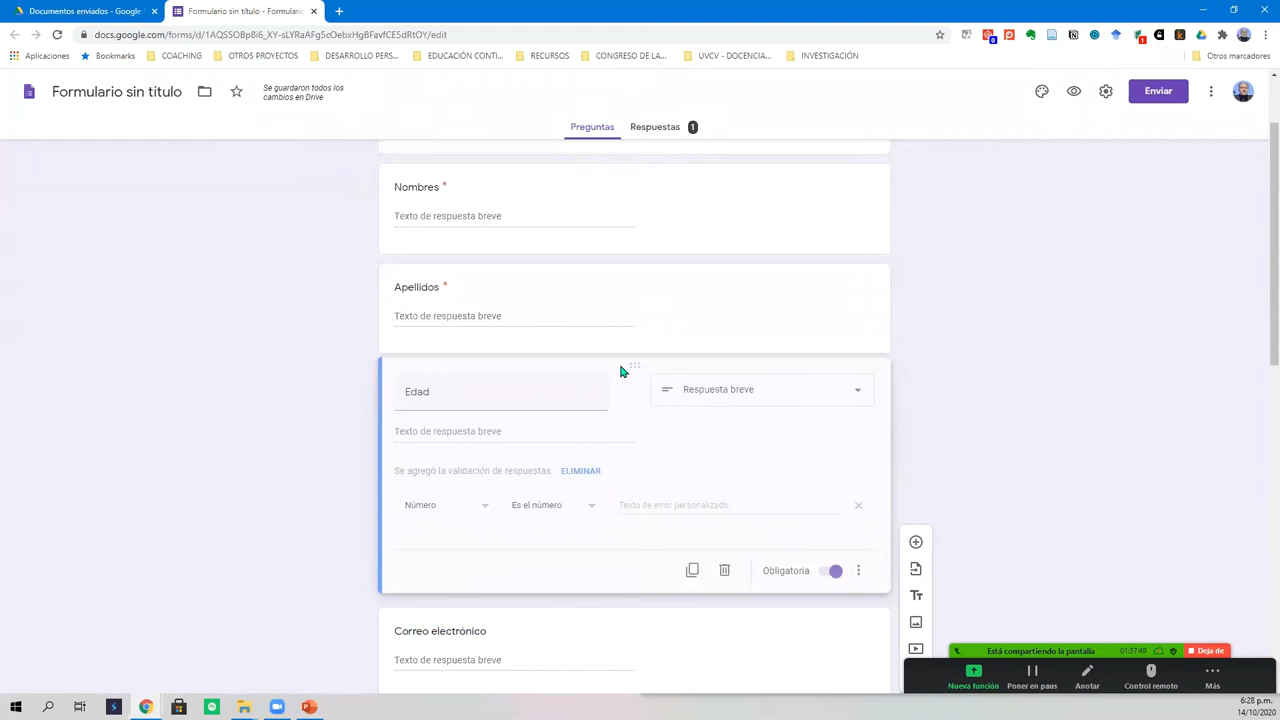 Documentos enviados - Google
Formulario sin título - Formulario
docs.google.com/forms/d/1AQSSOBp8i6_XY-sLYRaAFg5cOebxHgBFavfCE5dRtOY/edit
Aplicaciones
Bookmarks
COACHING
OTROS PROYECTOS
DESARROLLO PERS...
EDUCACIÓN CONTI...
RECURSOS
CONGRESO DE LA...
UVCV - DOCENCIA...
INVESTIGACIÓN
Otros marcadores
Formulario sin título
Se guardaron todos los
cambios en Drive
Enviar
Preguntas
Respuestas 1
Nombres *
Texto de respuesta breve
Apellidos *
Texto de respuesta breve
Edad
Respuesta breve
Texto de respuesta breve
Se agregó la validación de respuestas. ELIMINAR
Número
Es el número
Texto de error personalizado
Obligatoria
Tt
Correo electrónico
Texto de respuesta breve
Está compartiendo la pantalla
01:37:49
Deja de
Nueva función
Poner en paus
Anotar
Control remoto
Más
6:28 p.m.
14/10/2020